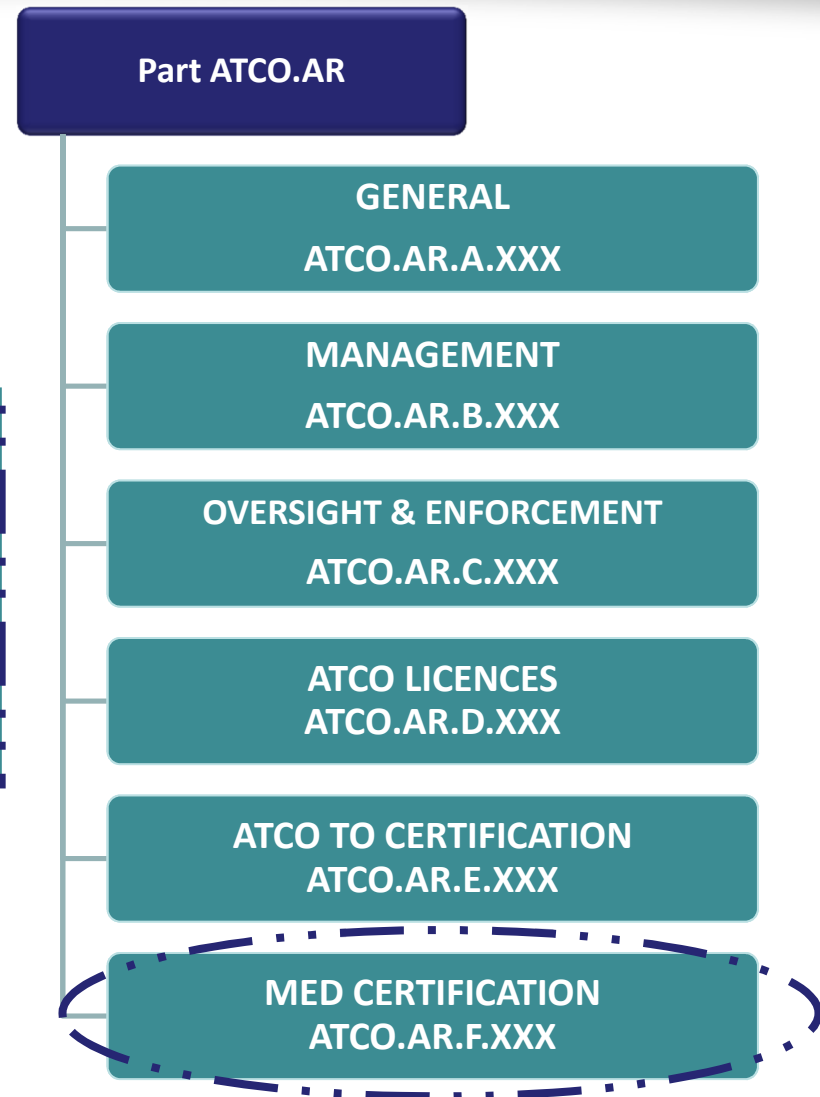 Part ATCO.AR
GENERAL
ATCO.AR.A.XXX
MANAGEMENT
ATCO.AR.B.XXX
OVERSIGHT & ENFORCEMENT
ATCO.AR.C.XXX
ATCO LICENCES
ATCO.AR.D.XXX
ATCO TO CERTIFICATION
ATCO.AR.E.XXX
MED CERTIFICATION
ATCO.AR.F.XXX